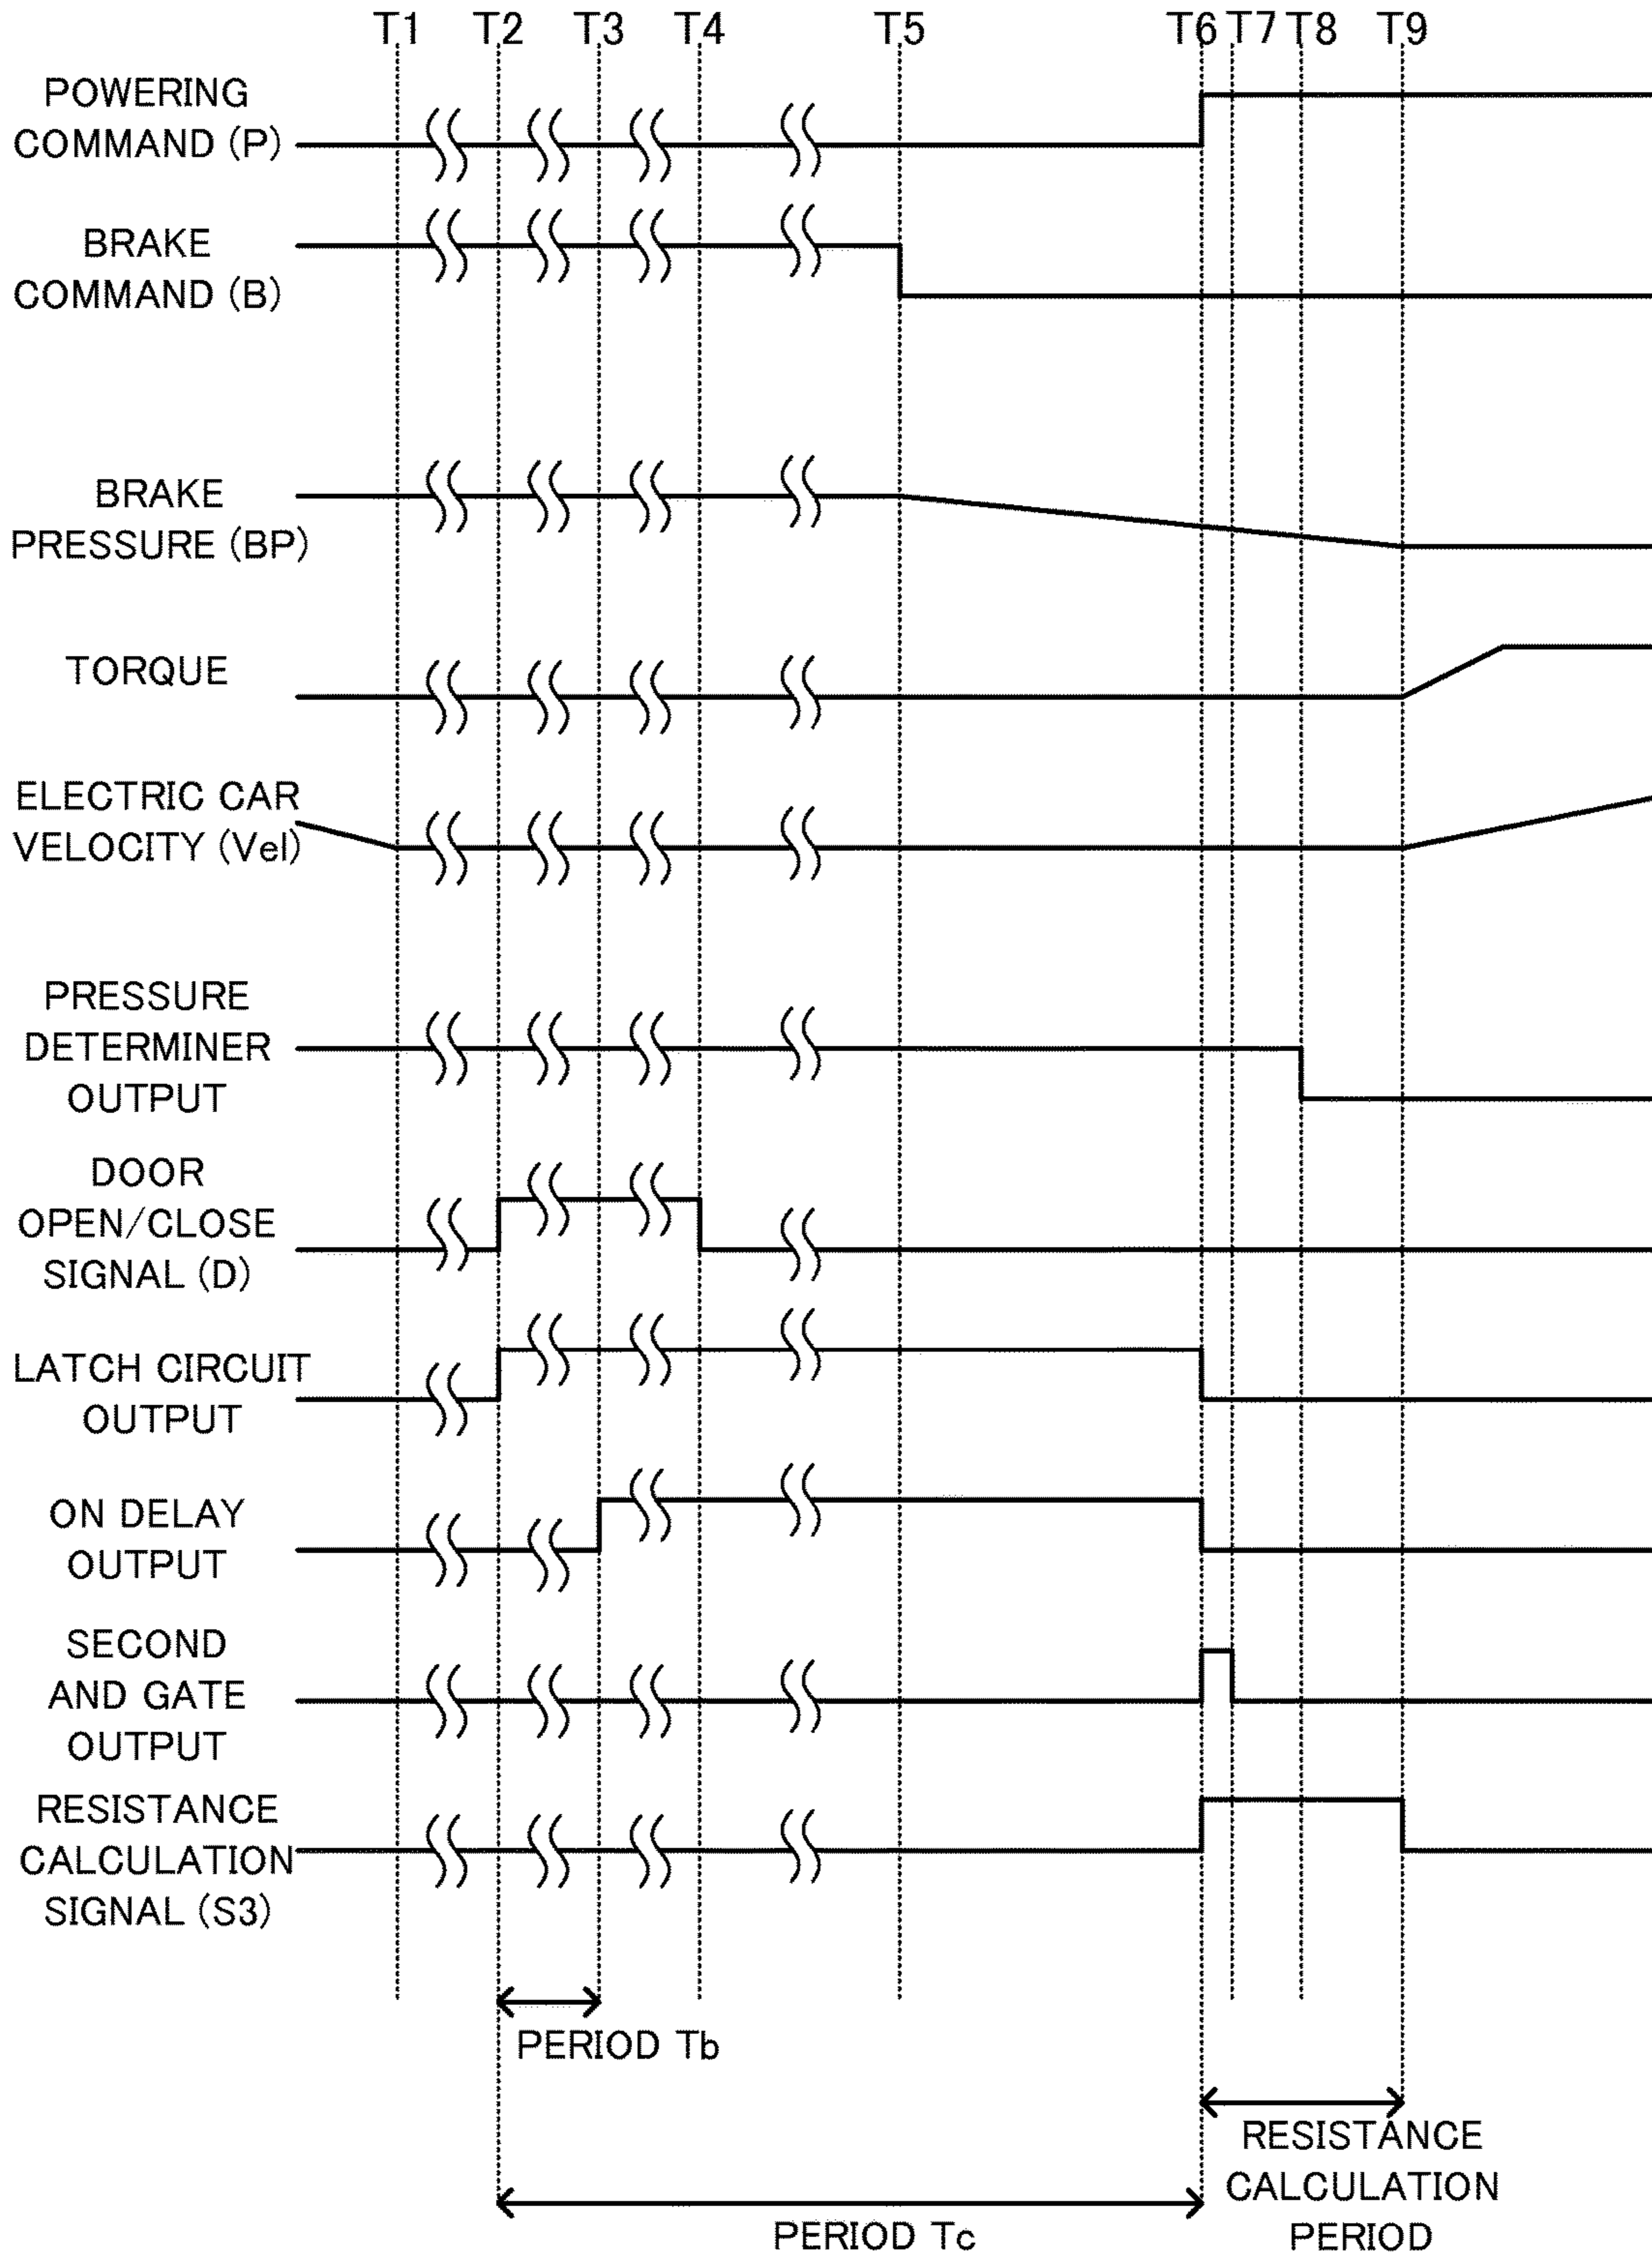 T1 T2 T3 T4 T5 T6 T7 T8 T9
POWERING
COMMAND (P)
BRAKE
COMMAND (B)
BRAKE
PRESSURE (BP)
TORQUE
ELECTRIC CAR
VELOCITY (Vel)
PRESSURE
DETERMINER
OUTPUT
DOOR
OPEN/CLOSE
SIGNAL (D)
LATCH CIRCUIT
OUTPUT
ON DELAY
OUTPUT
SECOND
AND GATE
OUTPUT
RESISTANCE
CALCULATION
SIGNAL (S3)
PERIOD Tb
RESISTANCE
CALCULATION
PERIOD
PERIOD Tc